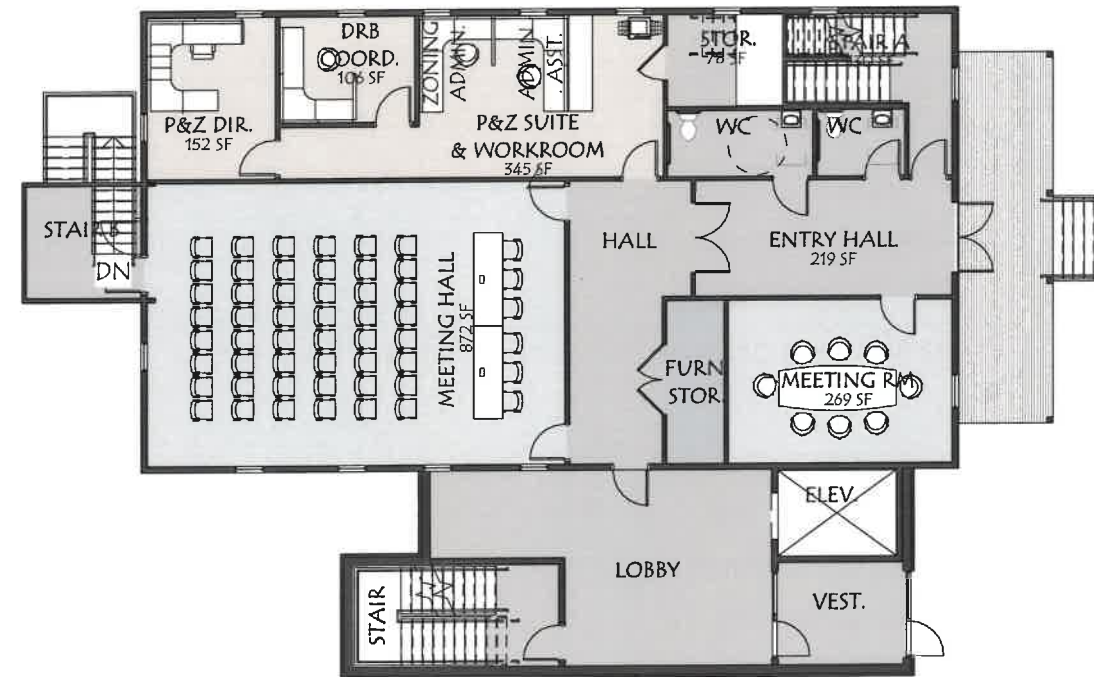 P&Z DIR.
152 SF
DRB
COORD.
106 SF
ZONING
ADMIN.
ADMIN.
ASST.
P&Z SUITE
& WORKROOM
345 SF
STOR.
78 SF
STAIR A
WC
WC
STAIR B
DN
MEETING HALL
872 SF
HALL
ENTRY HALL
219 SF
FURN
STOR.
MEETING RM
269 SF
ELEV.
LOBBY
VEST.
STAIR